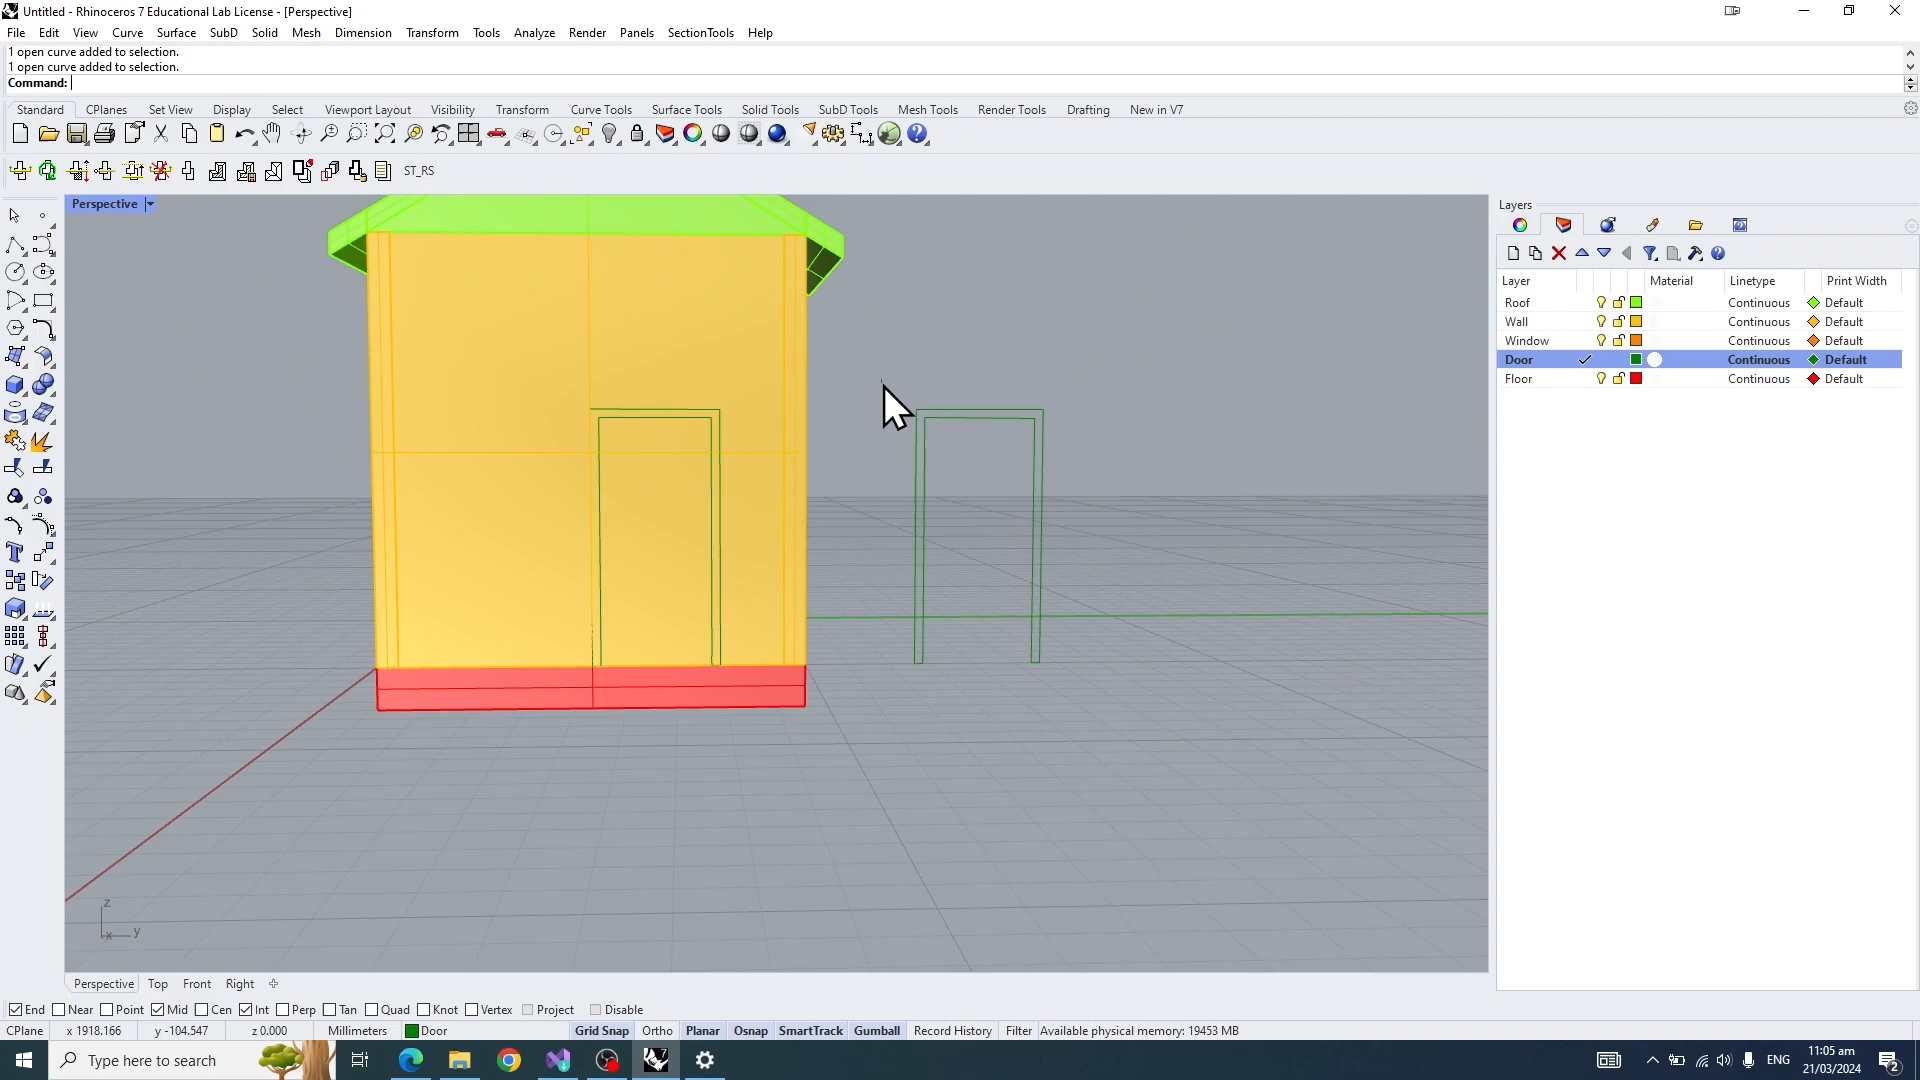 Untitled - Rhinoceros 7 Educational Lab License - [Perspective]
File Edit View Curve Surface SubD Solid Mesh Dimension Transform Tools Analyze Render Panels SectionTools Help
1 open curve added to selection.
1 open curve added to selection.
Command:
Standard CPlanes Set View Display Select Viewport Layout Visibility Transform Curve Tools Surface Tools Solid Tools SubD Tools Mesh Tools Render Tools Drafting New in V7
ST_RS
Perspective
Layers
Layer Material Linetype Print Width
Roof Continuous Default
Wall Continuous Default
Window Continuous Default
Door Continuous Default
Floor Continuous Default
z
x y
Perspective Top Front Right
End Near Point Mid Cen Int Perp Tan Quad Knot Vertex Project Disable
CPlane x 1918.166 y -104.547 z 0.000 Millimeters Door Grid Snap Ortho Planar Osnap SmartTrack Gumball Record History Filter Available physical memory: 19453 MB
Type here to search
ENG
11:05 am
21/03/2024
2